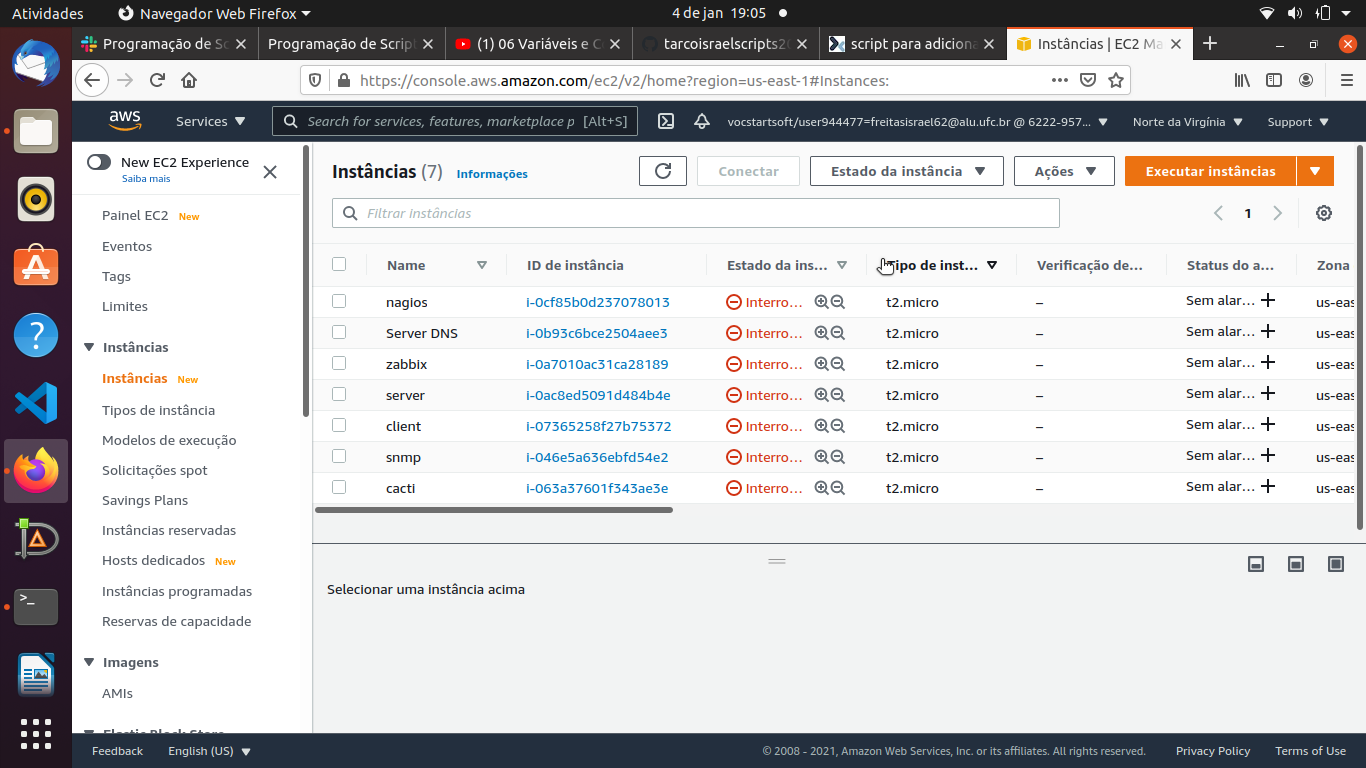 Atividades Navegador Web Firefox 4 de jan 19:05
Programação de Sc Programação de Script (1) 06 Variáveis e C tarcoisraelscripts20 script para adiciona Instâncias | EC2 Ma
https://console.aws.amazon.com/ec2/v2/home?region=us-east-1#Instances:
aws Services Search for services, features, marketplace p [Alt+S] vocstartsoft/user944477=freitasisrael62@alu.ufc.br @ 6222-957... Norte da Virgínia Support
New EC2 Experience
Saiba mais
Painel EC2 New
Eventos
Tags
Limites
Instâncias
Instâncias New
Tipos de instância
Modelos de execução
Solicitações spot
Savings Plans
Instâncias reservadas
Hosts dedicados New
Instâncias programadas
Reservas de capacidade
Imagens
AMIs
Elastic Block Store
Instâncias (7) Informações Conectar Estado da instância Ações Executar instâncias
Filtrar instâncias 1
Name ID de instância Estado da ins... Tipo de inst... Verificação de... Status do a... Zona
nagios i-0cf85b0d237078013 Interro... t2.micro – Sem alar... us-eas
Server DNS i-0b93c6bce2504aee3 Interro... t2.micro – Sem alar... us-eas
zabbix i-0a7010ac31ca28189 Interro... t2.micro – Sem alar... us-eas
server i-0ac8ed5091d484b4e Interro... t2.micro – Sem alar... us-eas
client i-07365258f27b75372 Interro... t2.micro – Sem alar... us-eas
snmp i-046e5a636ebfd54e2 Interro... t2.micro – Sem alar... us-eas
cacti i-063a37601f343ae3e Interro... t2.micro – Sem alar... us-eas
Selecionar uma instância acima
Feedback English (US) © 2008 - 2021, Amazon Web Services, Inc. or its affiliates. All rights reserved. Privacy Policy Terms of Use